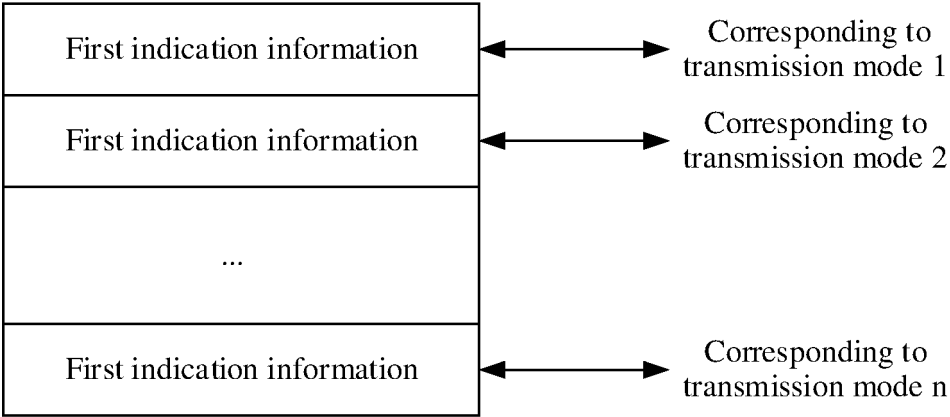 First indication information
Corresponding to
transmission mode 1
First indication information
Corresponding to
transmission mode 2
...
First indication information
Corresponding to
transmission mode n